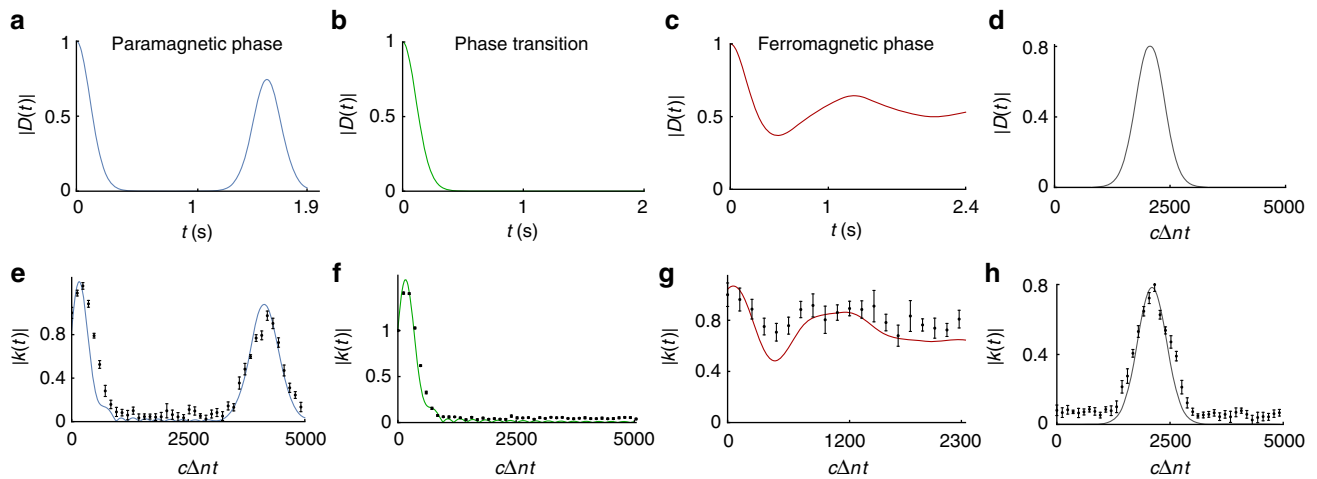 a
Paramagnetic phase
1
0.5
0
|D(t)|
0
1
1.9
t (s)
b
Phase transition
1
0.5
0
|D(t)|
0
1
2
t (s)
c
Ferromagnetic phase
1
0.5
0
|D(t)|
0
1
2.4
t (s)
d
0.8
0.4
0
|D(t)|
0
2500
5000
cΔnt
e
0.8
0.4
0
|k(t)|
0
2500
5000
cΔnt
f
1
0.5
0
|k(t)|
0
2500
5000
cΔnt
g
0.8
0.4
0
|k(t)|
0
1200
2300
cΔnt
h
0.8
0.4
0
|k(t)|
0
2500
5000
cΔnt